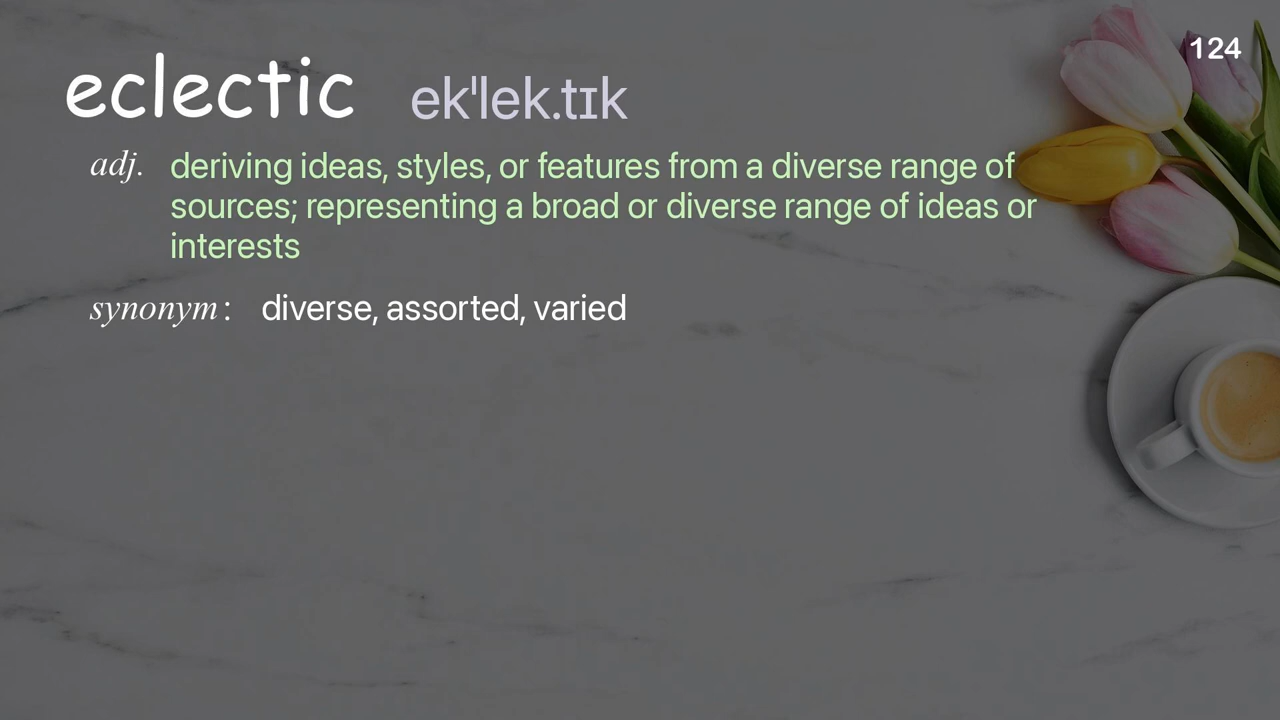 124
eclectic ek'lek.tɪk
adj. deriving ideas, styles, or features from a diverse range of
sources; representing a broad or diverse range of ideas or
interests
synonym : diverse, assorted, varied